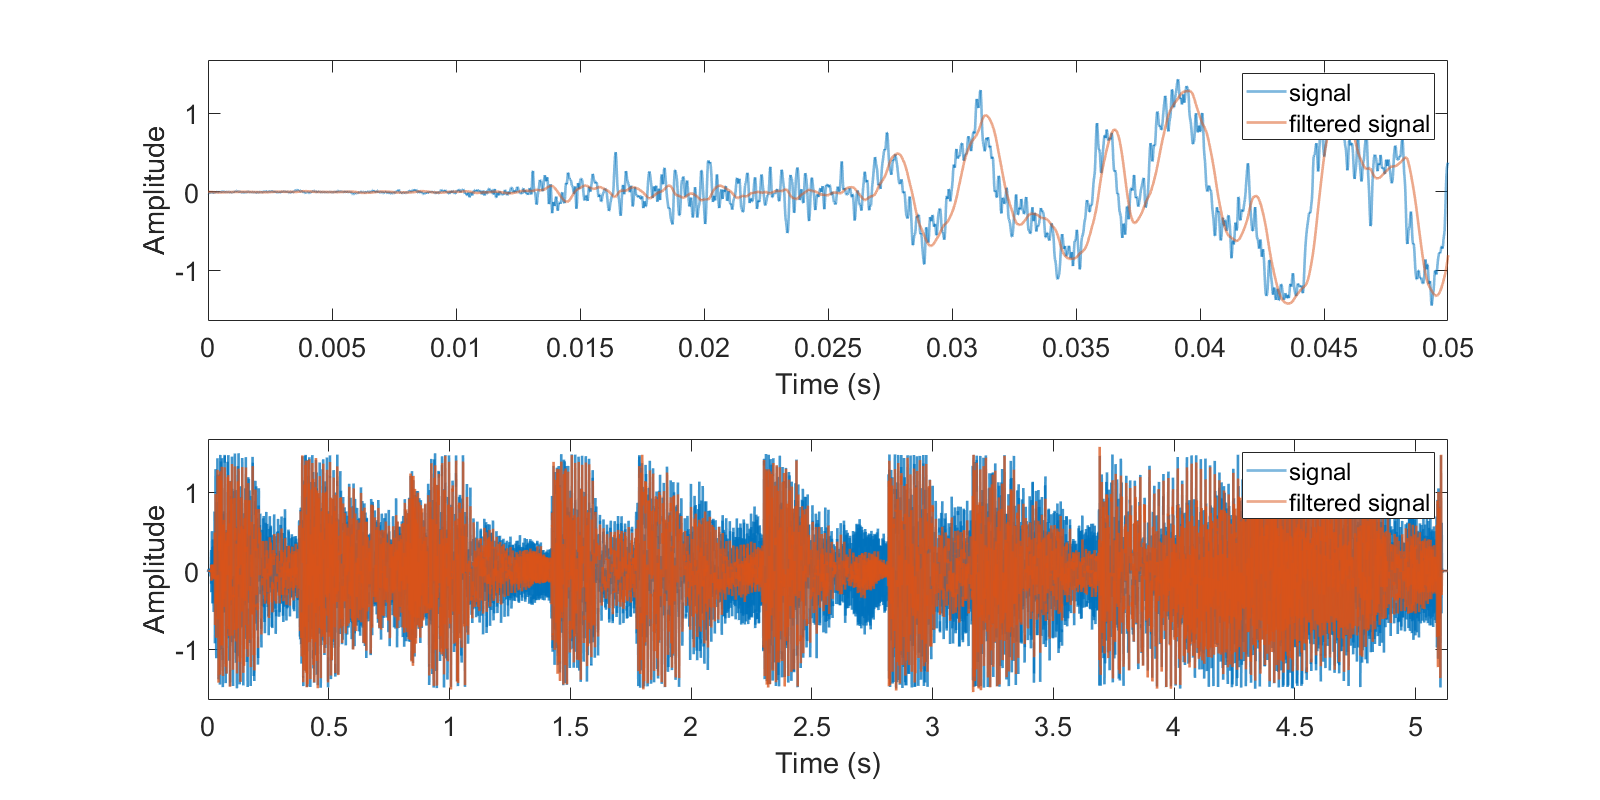 signal
filtered signal
1
0
-1
Amplitude
0 0.005 0.01 0.015 0.02 0.025 0.03 0.035 0.04 0.045 0.05
Time (s)
signal
filtered signal
1
0
-1
Amplitude
0 0.5 1 1.5 2 2.5 3 3.5 4 4.5 5
Time (s)